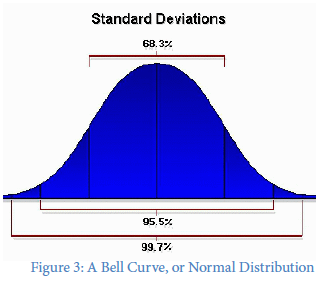 Standard Deviations
68.3%
95.5%
99.7%
Figure 3: A Bell Curve, or Normal Distribution